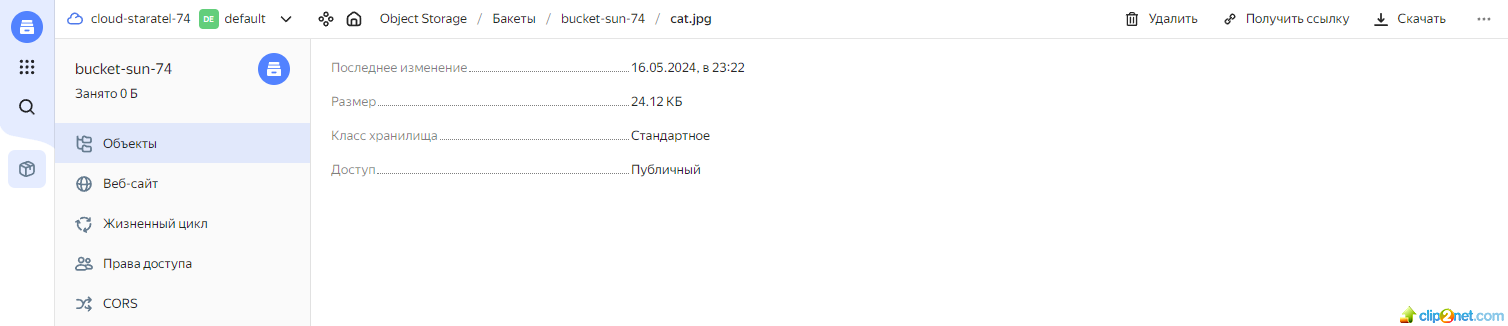 cloud-staratel-74 DE default Object Storage / Бакеты / bucket-sun-74 / cat.jpg Удалить Получить ссылку Скачать
bucket-sun-74
Занято 0 Б
Объекты
Веб-сайт
Жизненный цикл
Права доступа
CORS
Последнее изменение 16.05.2024, в 23:22
Размер 24.12 КБ
Класс хранилища Стандартное
Доступ Публичный
clip2net.com